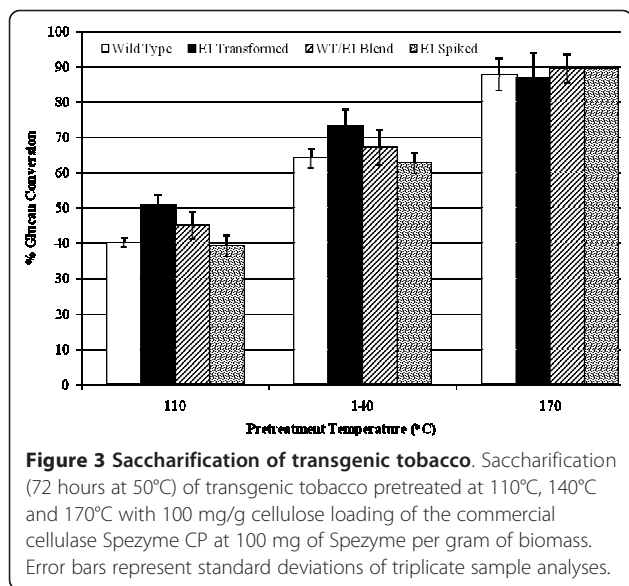 100
Wild Type E1 Transformed WT/E1 Blend E1 Spiked
90
80
70
60
50
40
30
20
10
0
% Glucan Conversion
110 140 170
Pretreatment Temperature (°C)
Figure 3 Saccharification of transgenic tobacco. Saccharification
(72 hours at 50°C) of transgenic tobacco pretreated at 110°C, 140°C
and 170°C with 100 mg/g cellulose loading of the commercial
cellulase Spezyme CP at 100 mg of Spezyme per gram of biomass.
Error bars represent standard deviations of triplicate sample analyses.